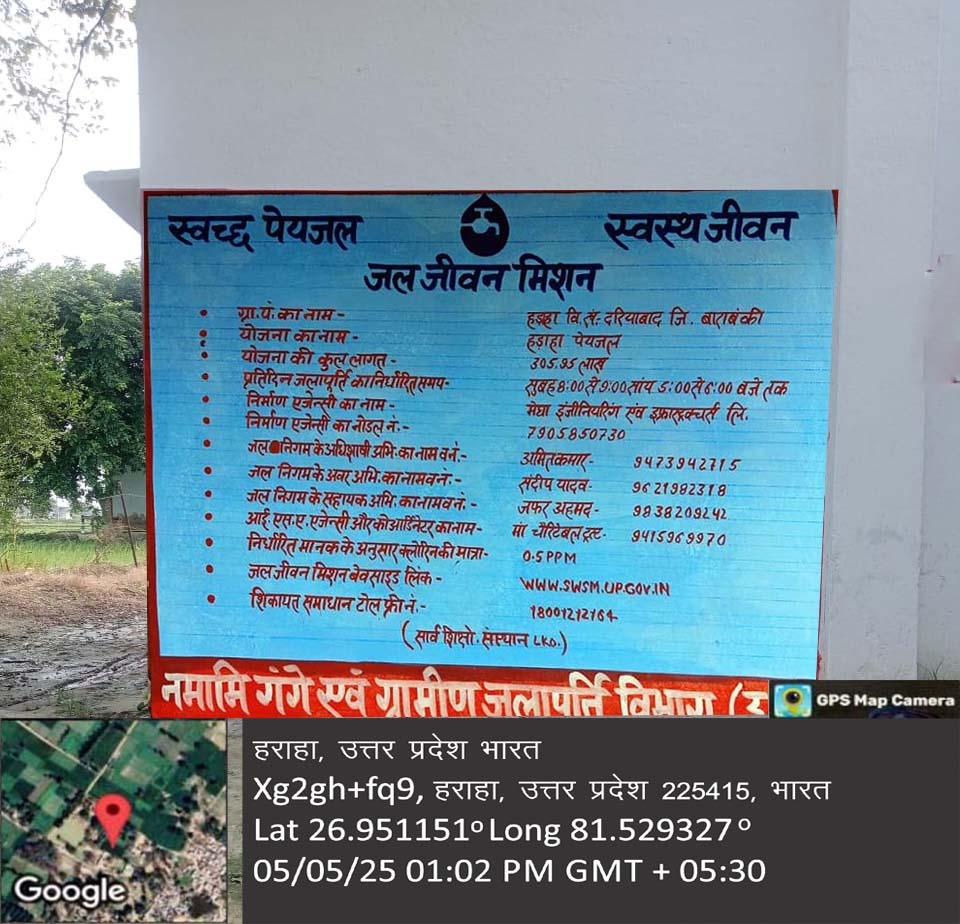 स्वच्छ पेयजल स्वस्थ जीवन
जल जीवन मिशन
• ग्रा.पं. का नाम - हड़हा वि.सं. दरियाबाद जि. बाराबंकी
• योजना का नाम - हड़ाहा पेयजल
• योजना की कुल लागत - 305.95 लाख
• प्रतिदिन जलापूर्ति का निर्धारित समय - सुबह 8:00 से 9:00 सांय 5:00 से 6:00 बजे तक
• निर्माण एजेन्सी का नाम - मेघा इंजीनियरिंग एंव इंफ्रास्ट्रक्चर्स लि.
• निर्माण एजेन्सी का नोडल नं. - 7905850730
• जल निगम के अधिशाषी अभि. का नाम व नं. - अमित कमार - 9473942715
• जल निगम के अवर अभि. का नाम व नं. - संदीप यादव - 9621982318
• जल निगम के सहायक अभि. का नाम व नं. - जफर अहमद - 9838209242
• आई. एस. ए. एजेन्सी और कोआर्डिनेटर का नाम - मां चैरिटेबल ट्रस्ट - 9415969970
• निर्धारित मानक के अनुसार क्लोरिन की मात्रा - 0.5 PPM
• जल जीवन मिशन बेवसाइड लिंक - WWW.SWSM.UP.GOV.IN
• शिकायत समाधान टोल फ्री नं. - 18001212164
(सार्व शिक्षो. संस्थान LKO.)
नमामि गंगे एवं ग्रामीण जलापूर्ति विभाग (उ
GPS Map Camera
हराहा, उत्तर प्रदेश भारत
Xg2gh+fq9, हराहा, उत्तर प्रदेश 225415, भारत
Lat 26.951151° Long 81.529327°
05/05/25 01:02 PM GMT + 05:30
Google